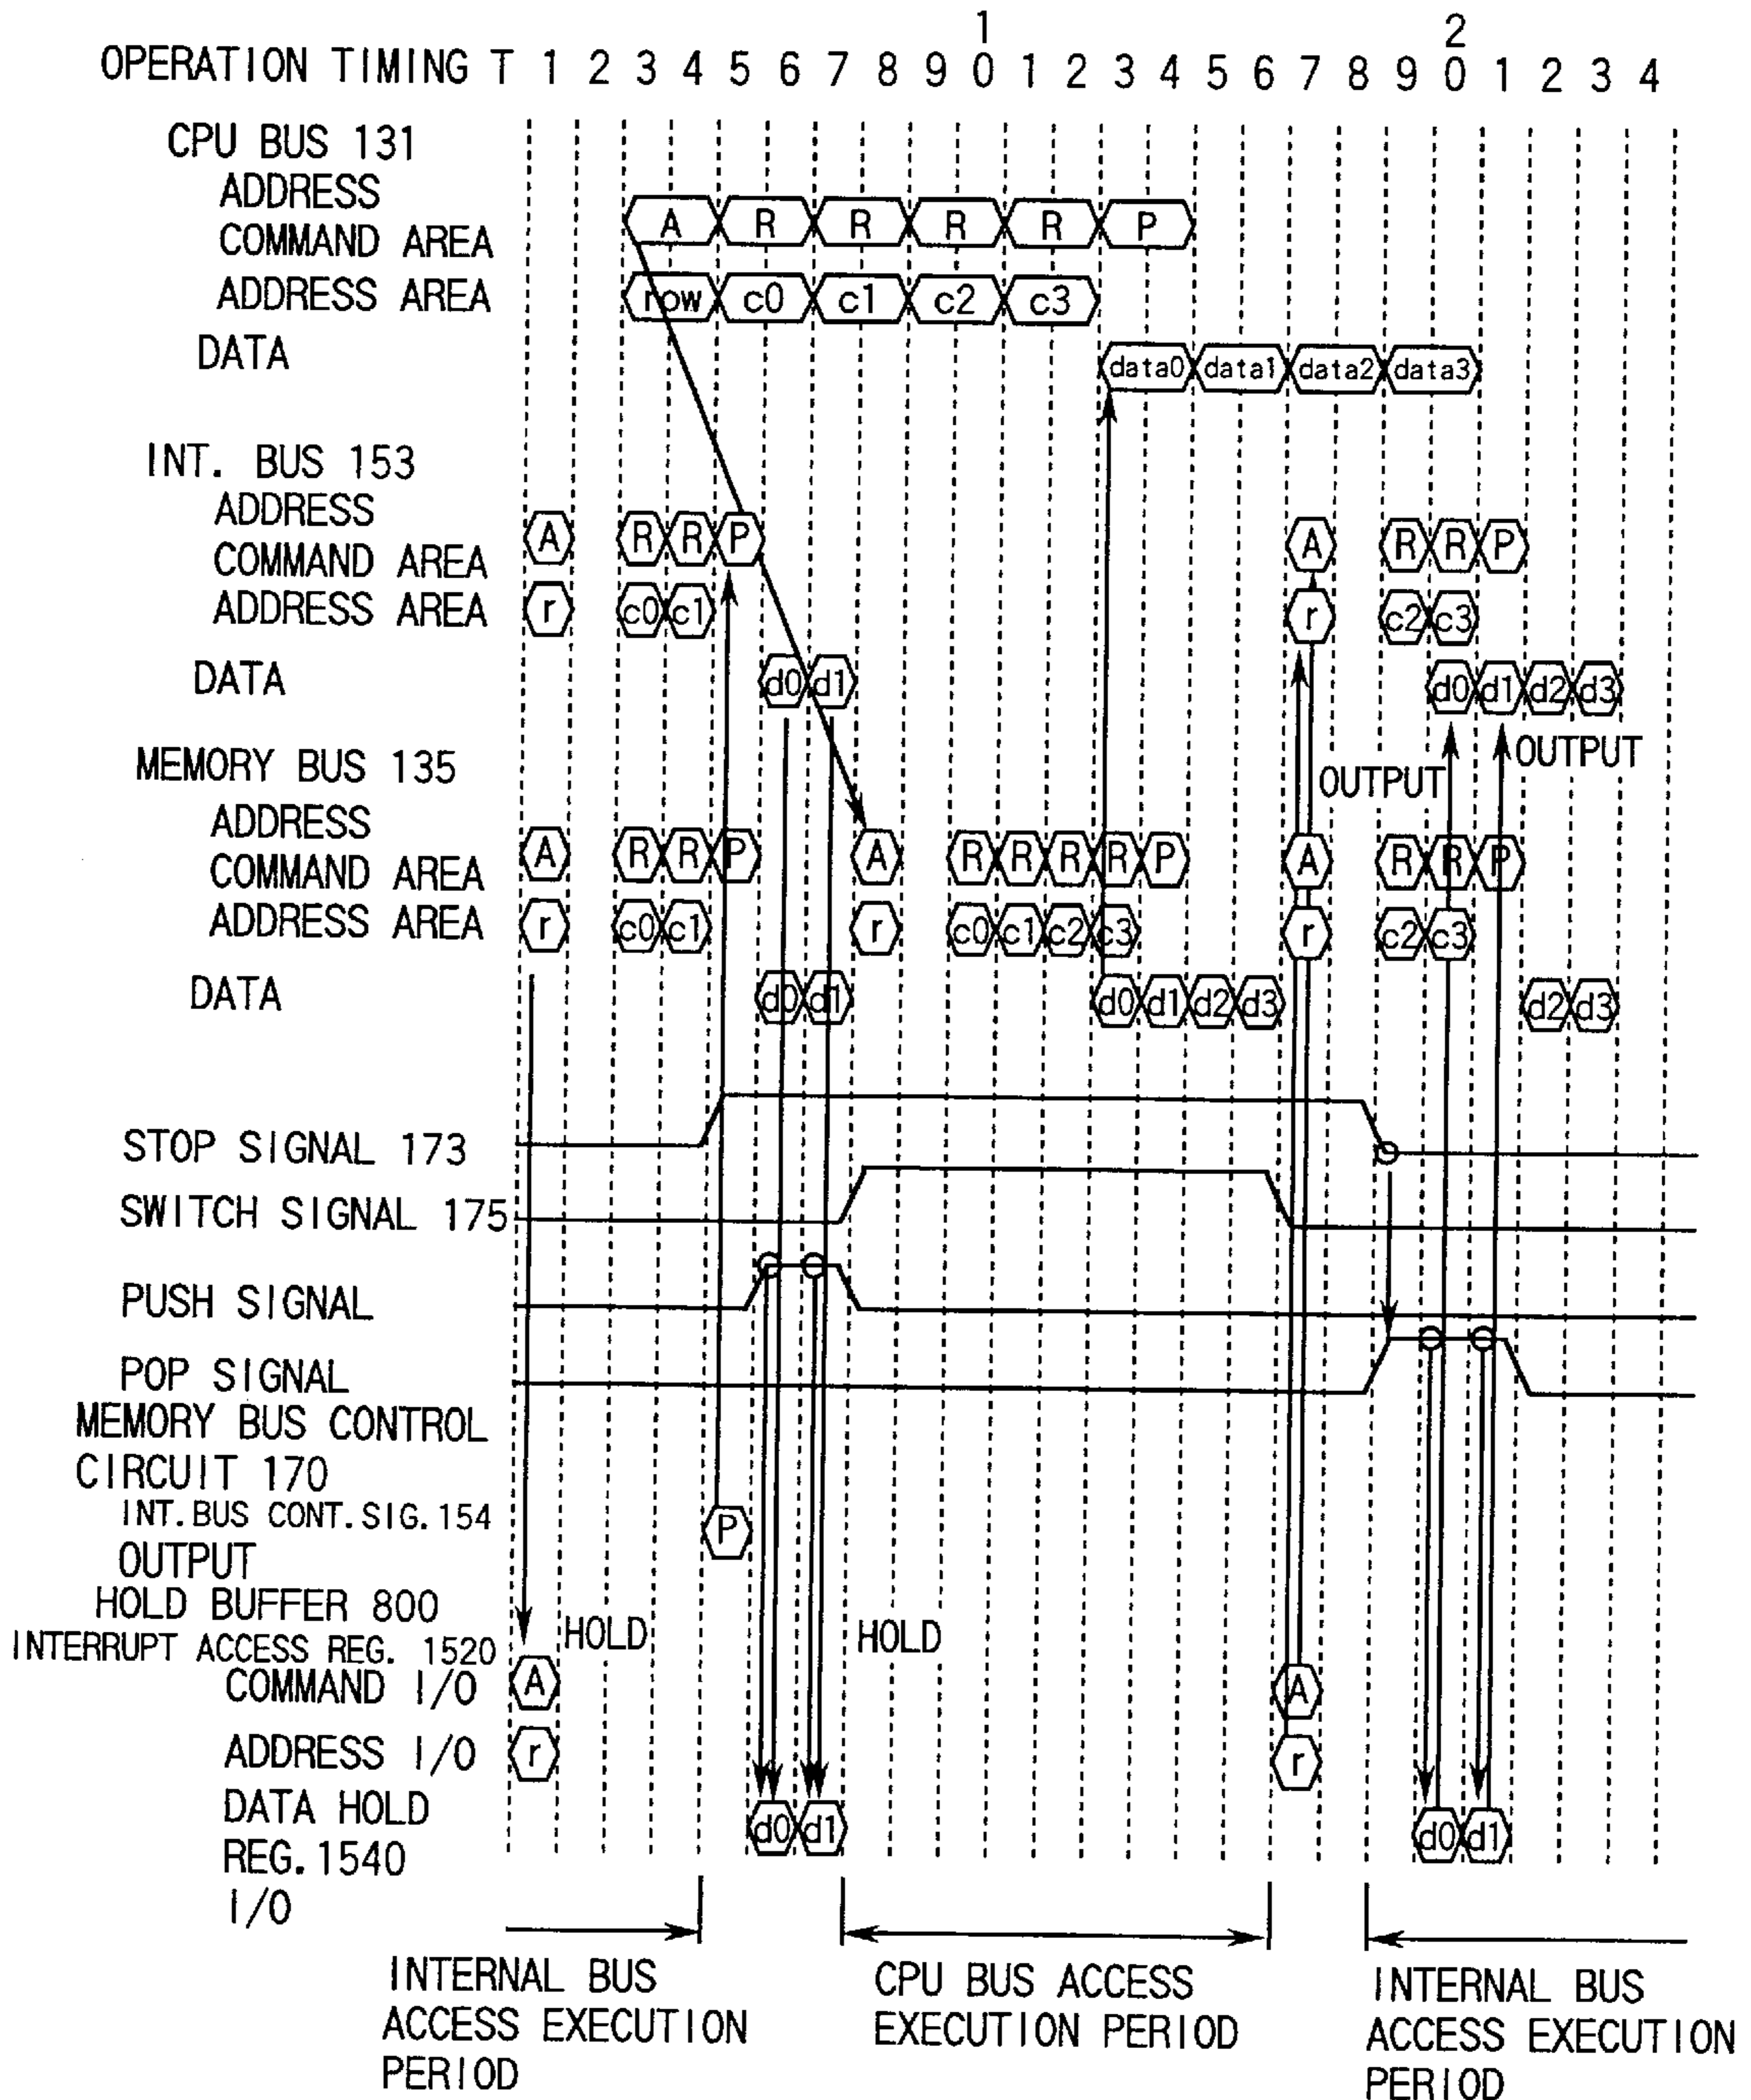 1 2
OPERATION TIMING T 1 2 3 4 5 6 7 8 9 0 1 2 3 4 5 6 7 8 9 0 1 2 3 4
CPU BUS 131
ADDRESS
COMMAND AREA A R R R R P
ADDRESS AREA row c0 c1 c2 c3
DATA data0 data1 data2 data3
INT. BUS 153
ADDRESS
COMMAND AREA A R R P A R R P
ADDRESS AREA r c0 c1 r c2 c3
DATA d0 d1 d0 d1 d2 d3
MEMORY BUS 135 OUTPUT OUTPUT
ADDRESS
COMMAND AREA A R R P A R R R R P A R R P
ADDRESS AREA r c0 c1 r c0 c1 c2 c3 r c2 c3
DATA d0 d1 d0 d1 d2 d3 d2 d3
STOP SIGNAL 173
SWITCH SIGNAL 175
PUSH SIGNAL
POP SIGNAL
MEMORY BUS CONTROL
CIRCUIT 170
INT.BUS CONT.SIG.154 P
OUTPUT
HOLD BUFFER 800
INTERRUPT ACCESS REG. 1520 HOLD HOLD
COMMAND I/O A A
ADDRESS I/O r r
DATA HOLD d0 d1 d0 d1
REG.1540
I/O
INTERNAL BUS
ACCESS EXECUTION
PERIOD
CPU BUS ACCESS
EXECUTION PERIOD
INTERNAL BUS
ACCESS EXECUTION
PERIOD